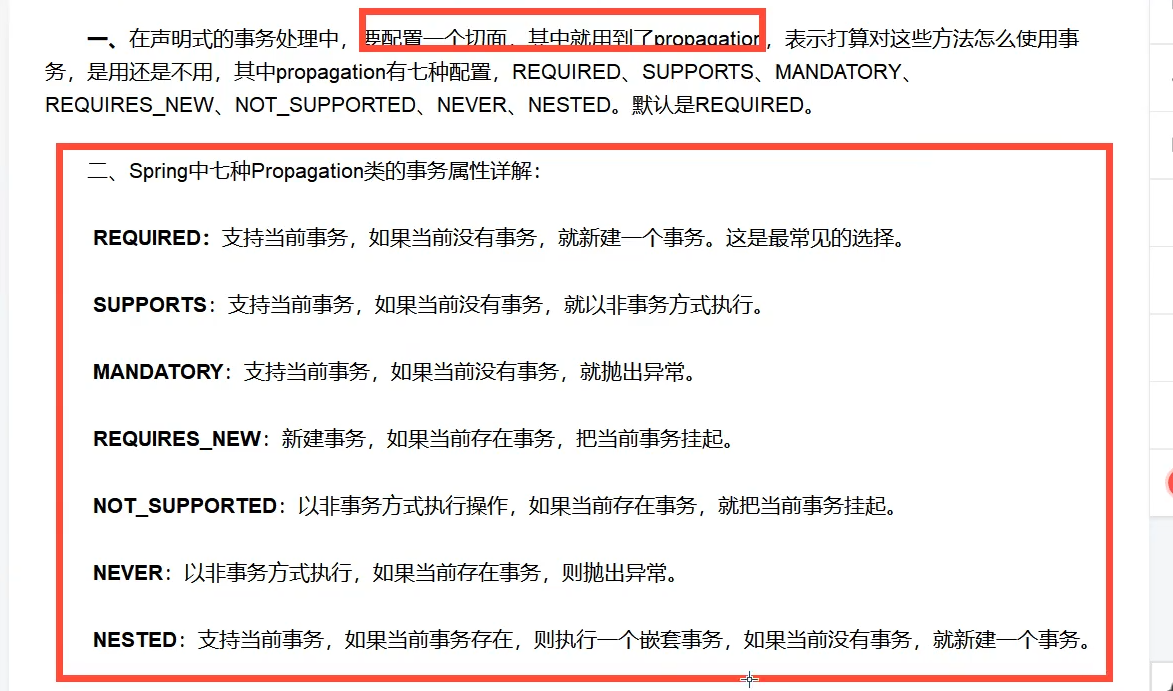 一、在声明式的事务处理中，要配置一个切面，其中就用到了propagation，表示打算对这些方法怎么使用事
务，是用还是不用，其中propagation有七种配置，REQUIRED、SUPPORTS、MANDATORY、
REQUIRES_NEW、NOT_SUPPORTED、NEVER、NESTED。默认是REQUIRED。
二、Spring中七种Propagation类的事务属性详解：
REQUIRED：支持当前事务，如果当前没有事务，就新建一个事务。这是最常见的选择。
SUPPORTS：支持当前事务，如果当前没有事务，就以非事务方式执行。
MANDATORY：支持当前事务，如果当前没有事务，就抛出异常。
REQUIRES_NEW：新建事务，如果当前存在事务，把当前事务挂起。
NOT_SUPPORTED：以非事务方式执行操作，如果当前存在事务，就把当前事务挂起。
NEVER：以非事务方式执行，如果当前存在事务，则抛出异常。
NESTED：支持当前事务，如果当前事务存在，则执行一个嵌套事务，如果当前没有事务，就新建一个事务。